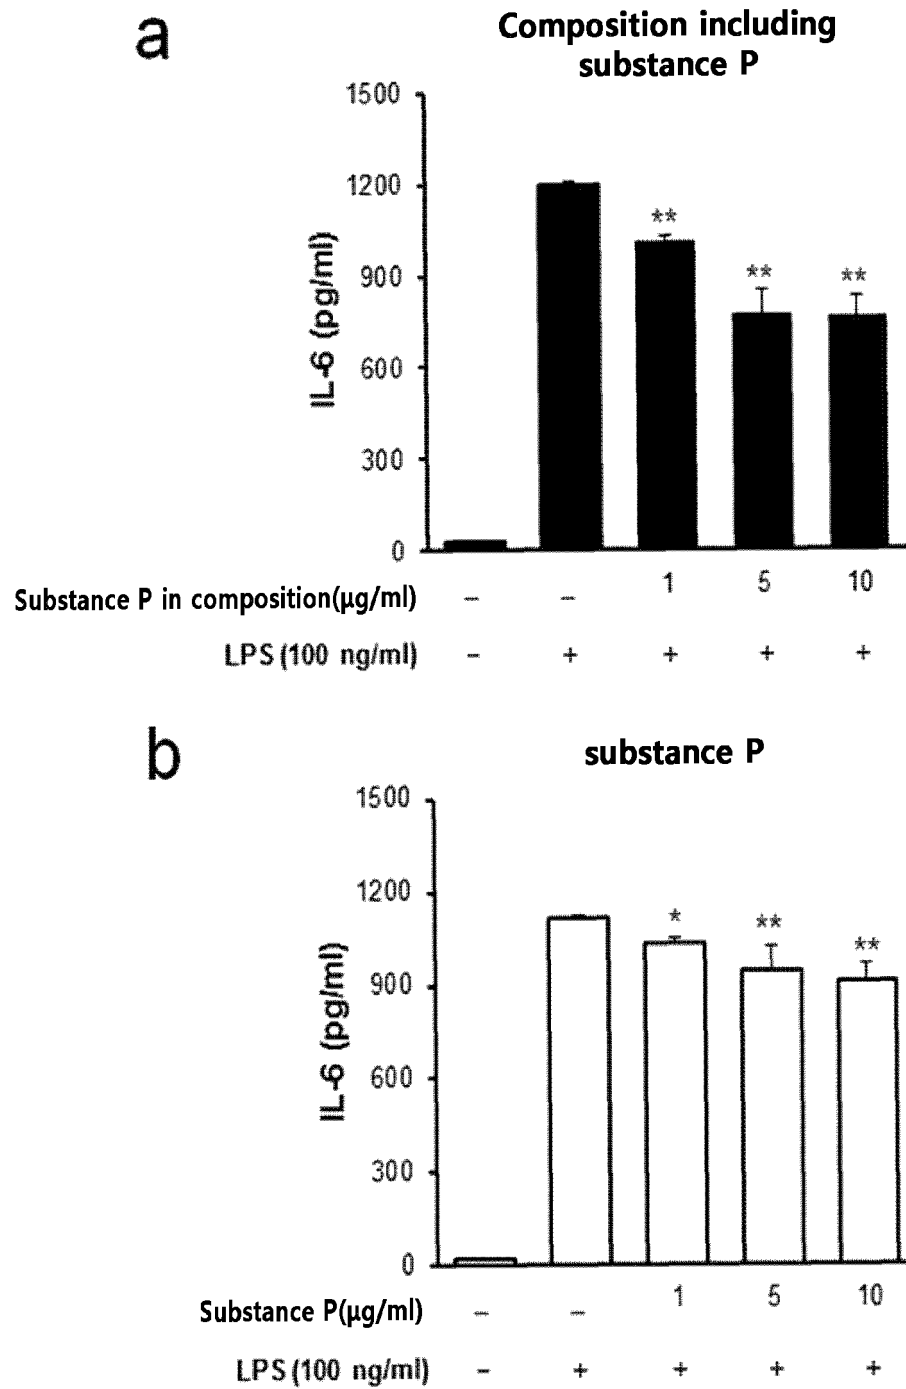 a
Composition including
substance P
1500
1200
900
600
300
0
IL-6 (pg/ml)
**
**
**
Substance P in composition(μg/ml) – – 1 5 10
LPS (100 ng/ml) – + + + +
b
substance P
1500
1200
900
600
300
0
IL-6 (pg/ml)
*
**
**
Substance P(μg/ml) – – 1 5 10
LPS (100 ng/ml) – + + + +